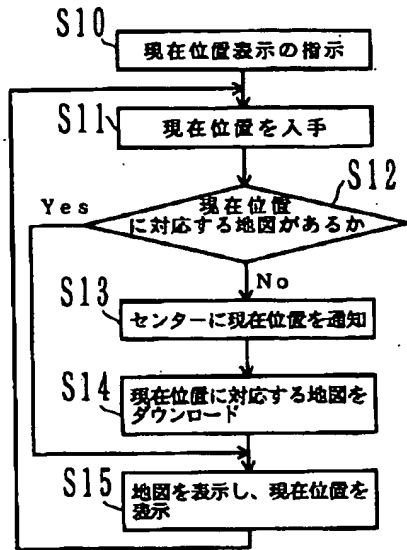 S10
現在位置表示の指示
S11
現在位置を入手
S12
現在位置
に対応する地図があるか
Yes
No
S13
センターに現在位置を通知
S14
現在位置に対応する地図を
ダウンロード
S15
地図を表示し、現在位置を
表示